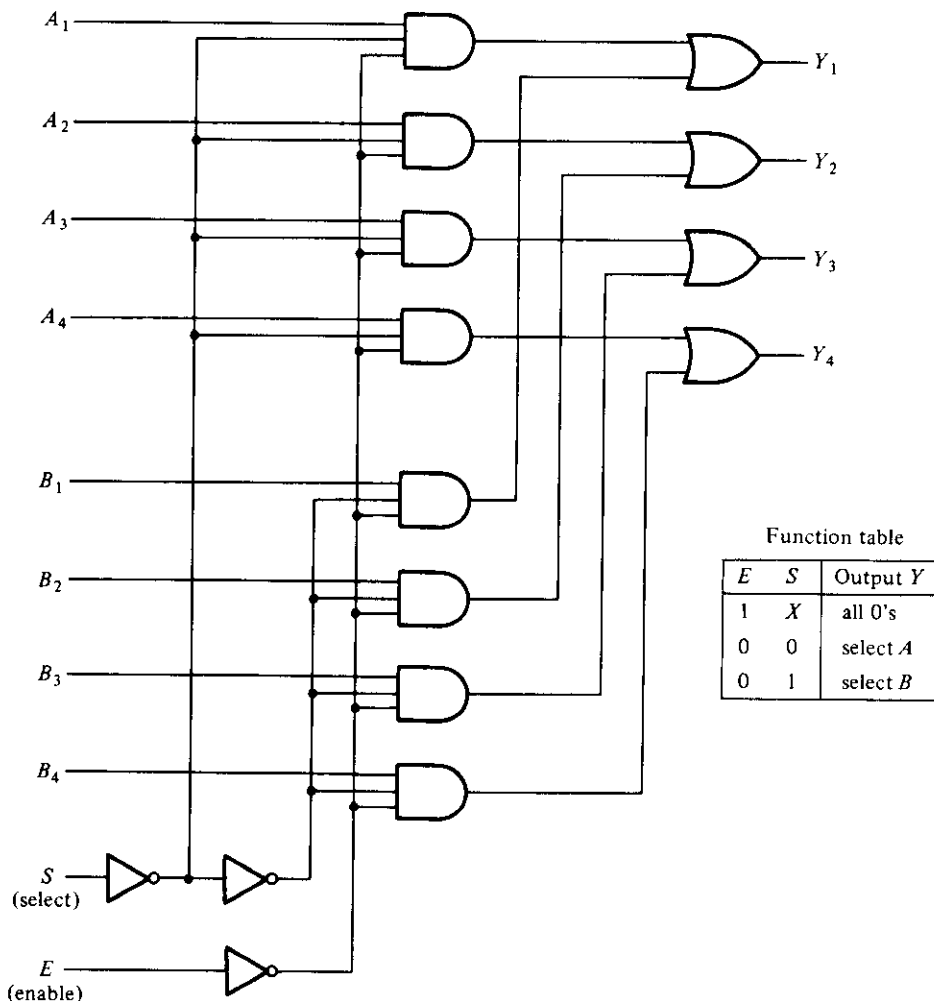 A1
Y1
A2
Y2
A3
Y3
A4
Y4
B1
B2
B3
B4
S
(select)
E
(enable)
Function table
E S Output Y
1 X all 0's
0 0 select A
0 1 select B